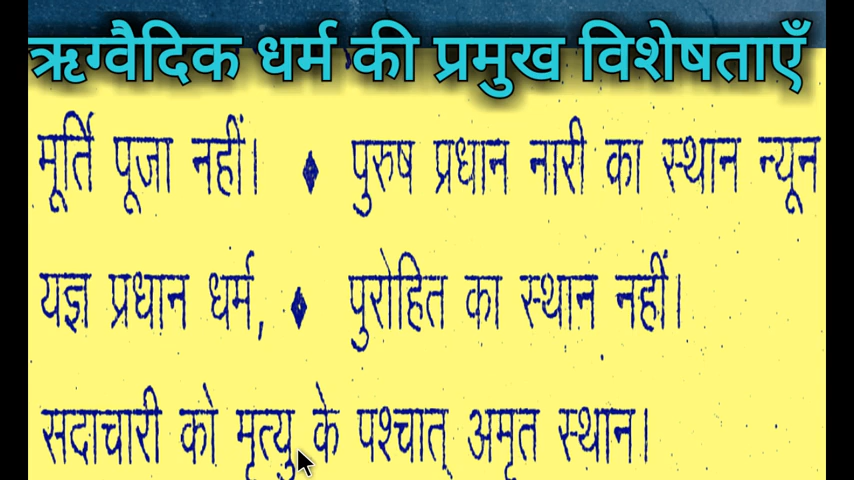 ऋग्वैदिक धर्म की प्रमुख विशेषताएँ
मूर्ति पूजा नहीं। ♦ पुरुष प्रधान नारी का स्थान न्यून
यज्ञ प्रधान धर्म, ♦ पुरोहित का स्थान नहीं।
सदाचारी को मृत्यु के पश्चात् अमृत स्थान।